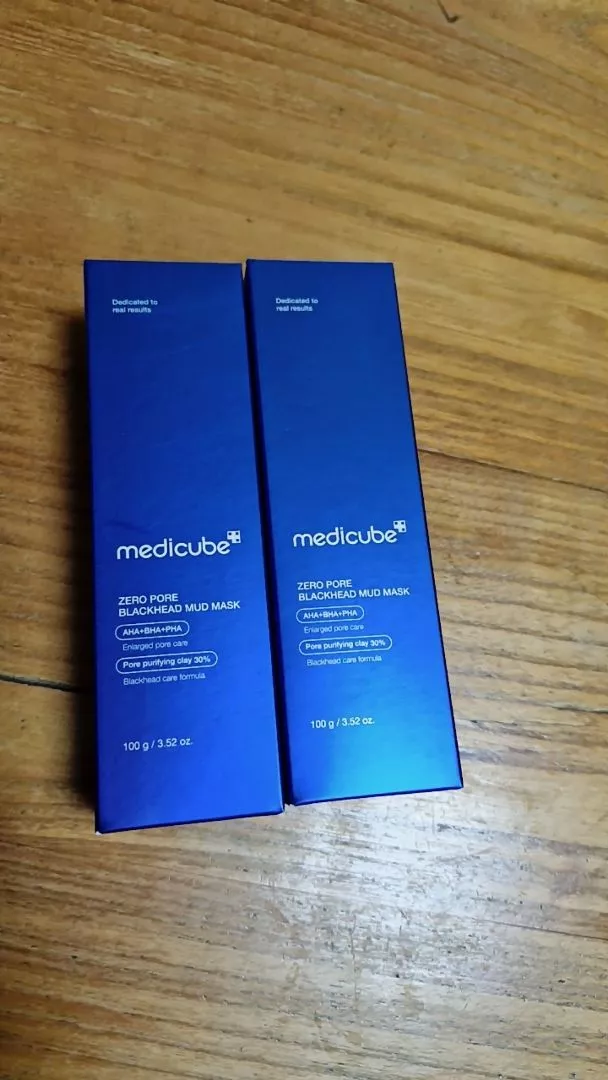 Dedicated to
real results
medicube
ZERO PORE
BLACKHEAD MUD MASK
AHA+BHA+PHA
Enlarged pore care
Pore purifying clay 30%
Blackhead care formula
100 g / 3.52 oz.
Dedicated to
real results
medicube
ZERO PORE
BLACKHEAD MUD MASK
AHA+BHA+PHA
Enlarged pore care
Pore purifying clay 30%
Blackhead care formula
100 g / 3.52 oz.